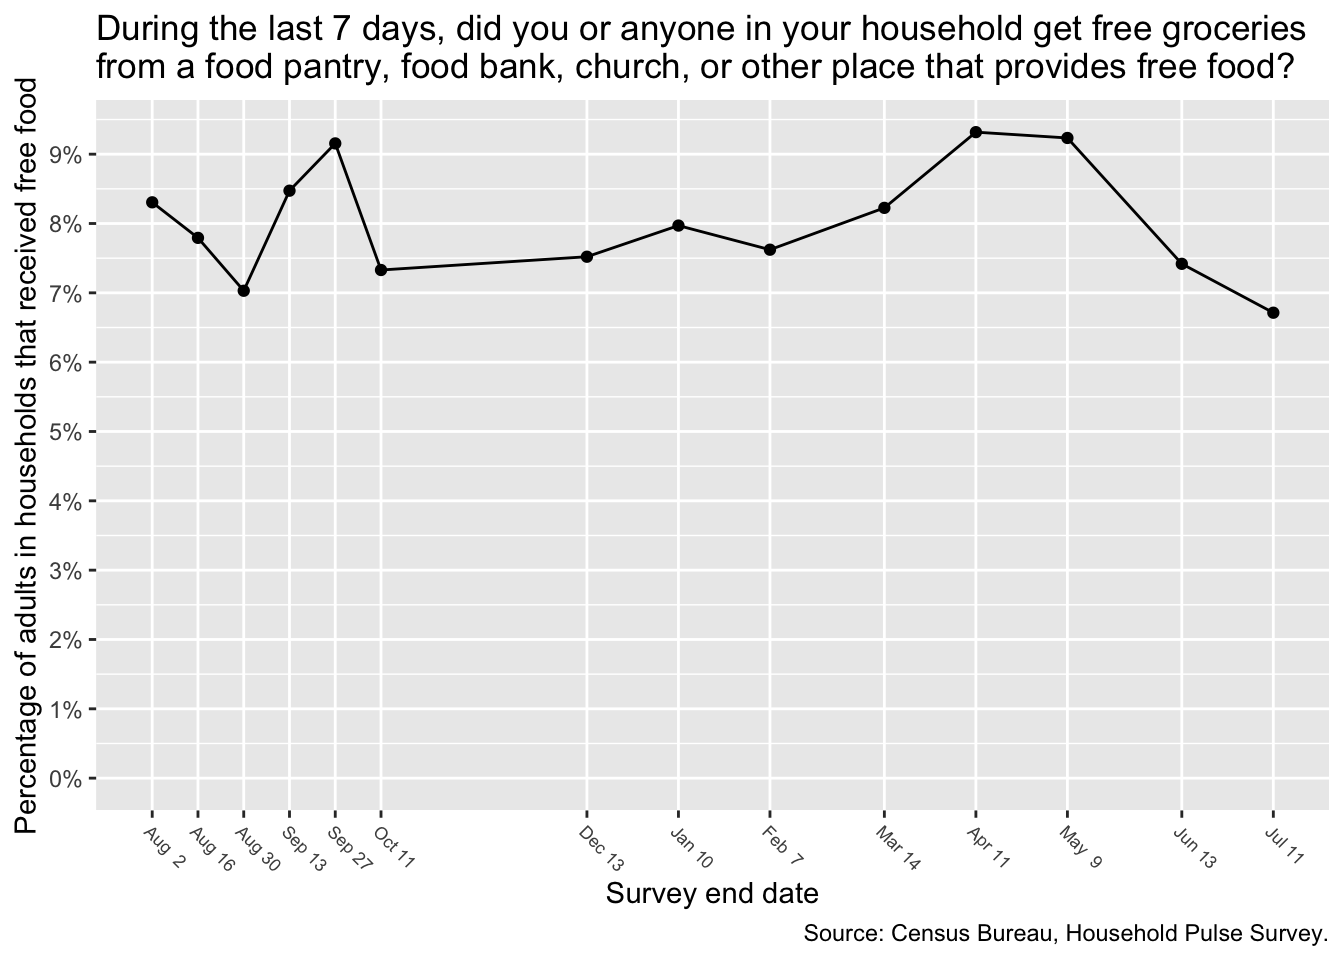 During the last 7 days, did you or anyone in your household get free groceries
from a food pantry, food bank, church, or other place that provides free food?
Percentage of adults in households that received free food
9%
8%
7%
6%
5%
4%
3%
2%
1%
0%
Aug 2
Aug 16
Aug 30
Sep 13
Sep 27
Oct 11
Dec 13
Jan 10
Feb 7
Mar 14
Apr 11
May 9
Jun 13
Jul 11
Survey end date
Source: Census Bureau, Household Pulse Survey.